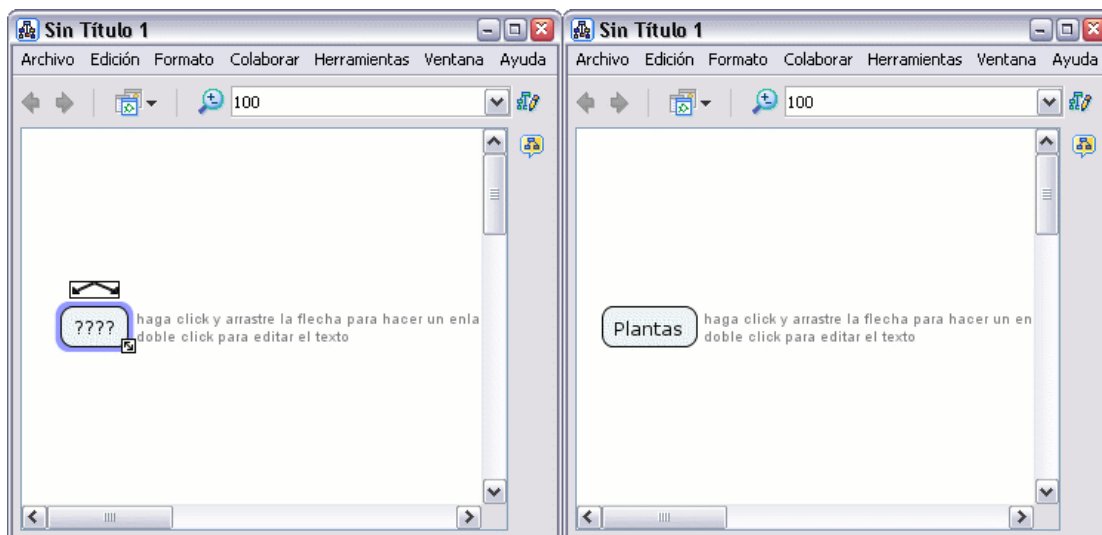 Sin Título 1
Archivo Edición Formato Colaborar Herramientas Ventana Ayuda
100
????
haga click y arrastre la flecha para hacer un enla
doble click para editar el texto
Sin Título 1
Archivo Edición Formato Colaborar Herramientas Ventana Ayuda
100
Plantas
haga click y arrastre la flecha para hacer un en
doble click para editar el texto